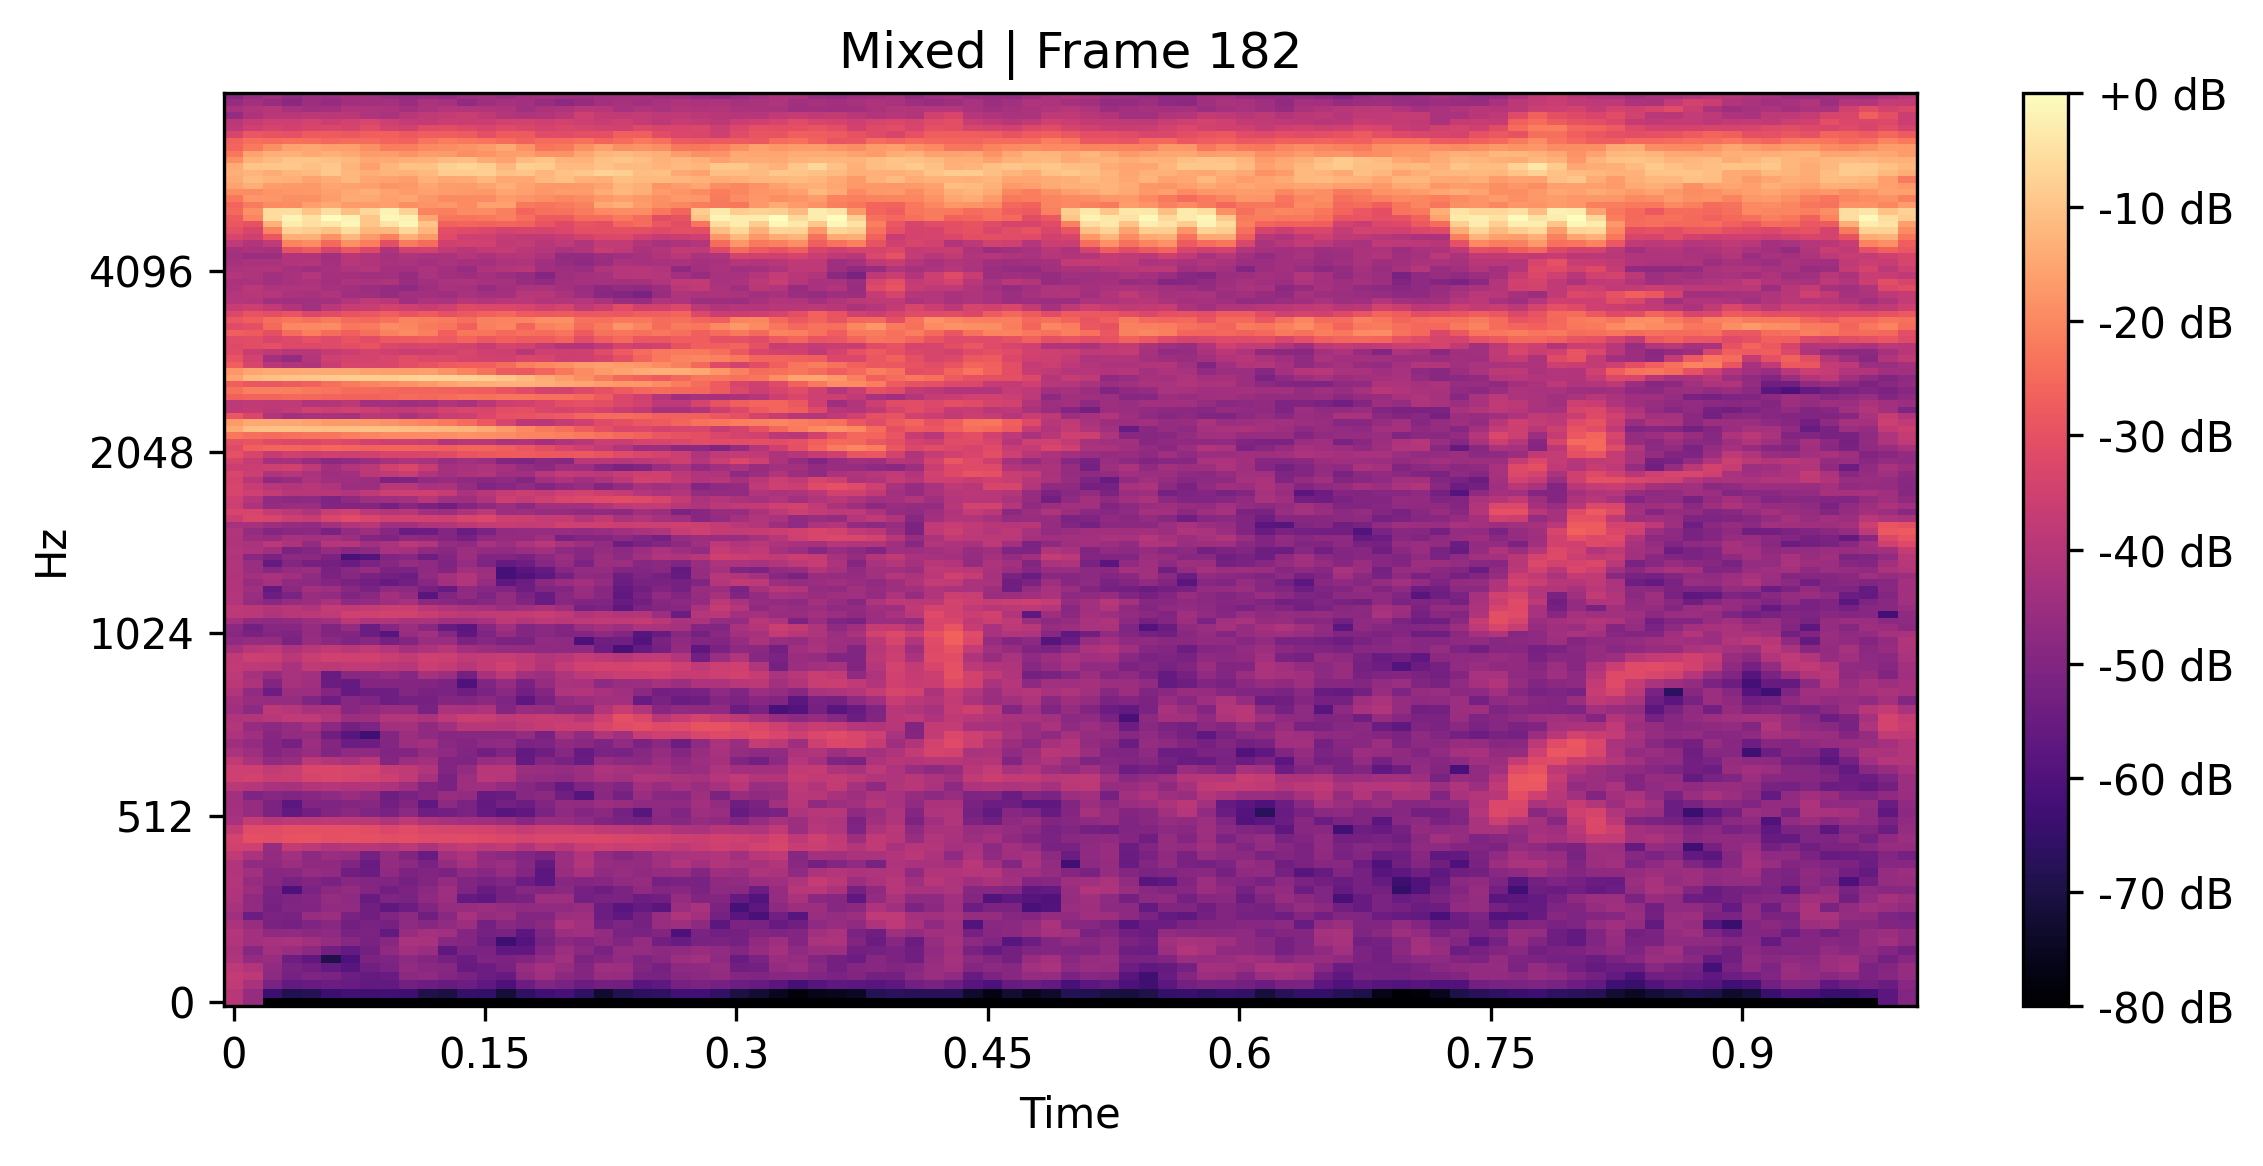 Mixed | Frame 182
+0 dB
-10 dB
-20 dB
-30 dB
-40 dB
-50 dB
-60 dB
-70 dB
-80 dB
4096
2048
1024
512
0
Hz
0 0.15 0.3 0.45 0.6 0.75 0.9
Time